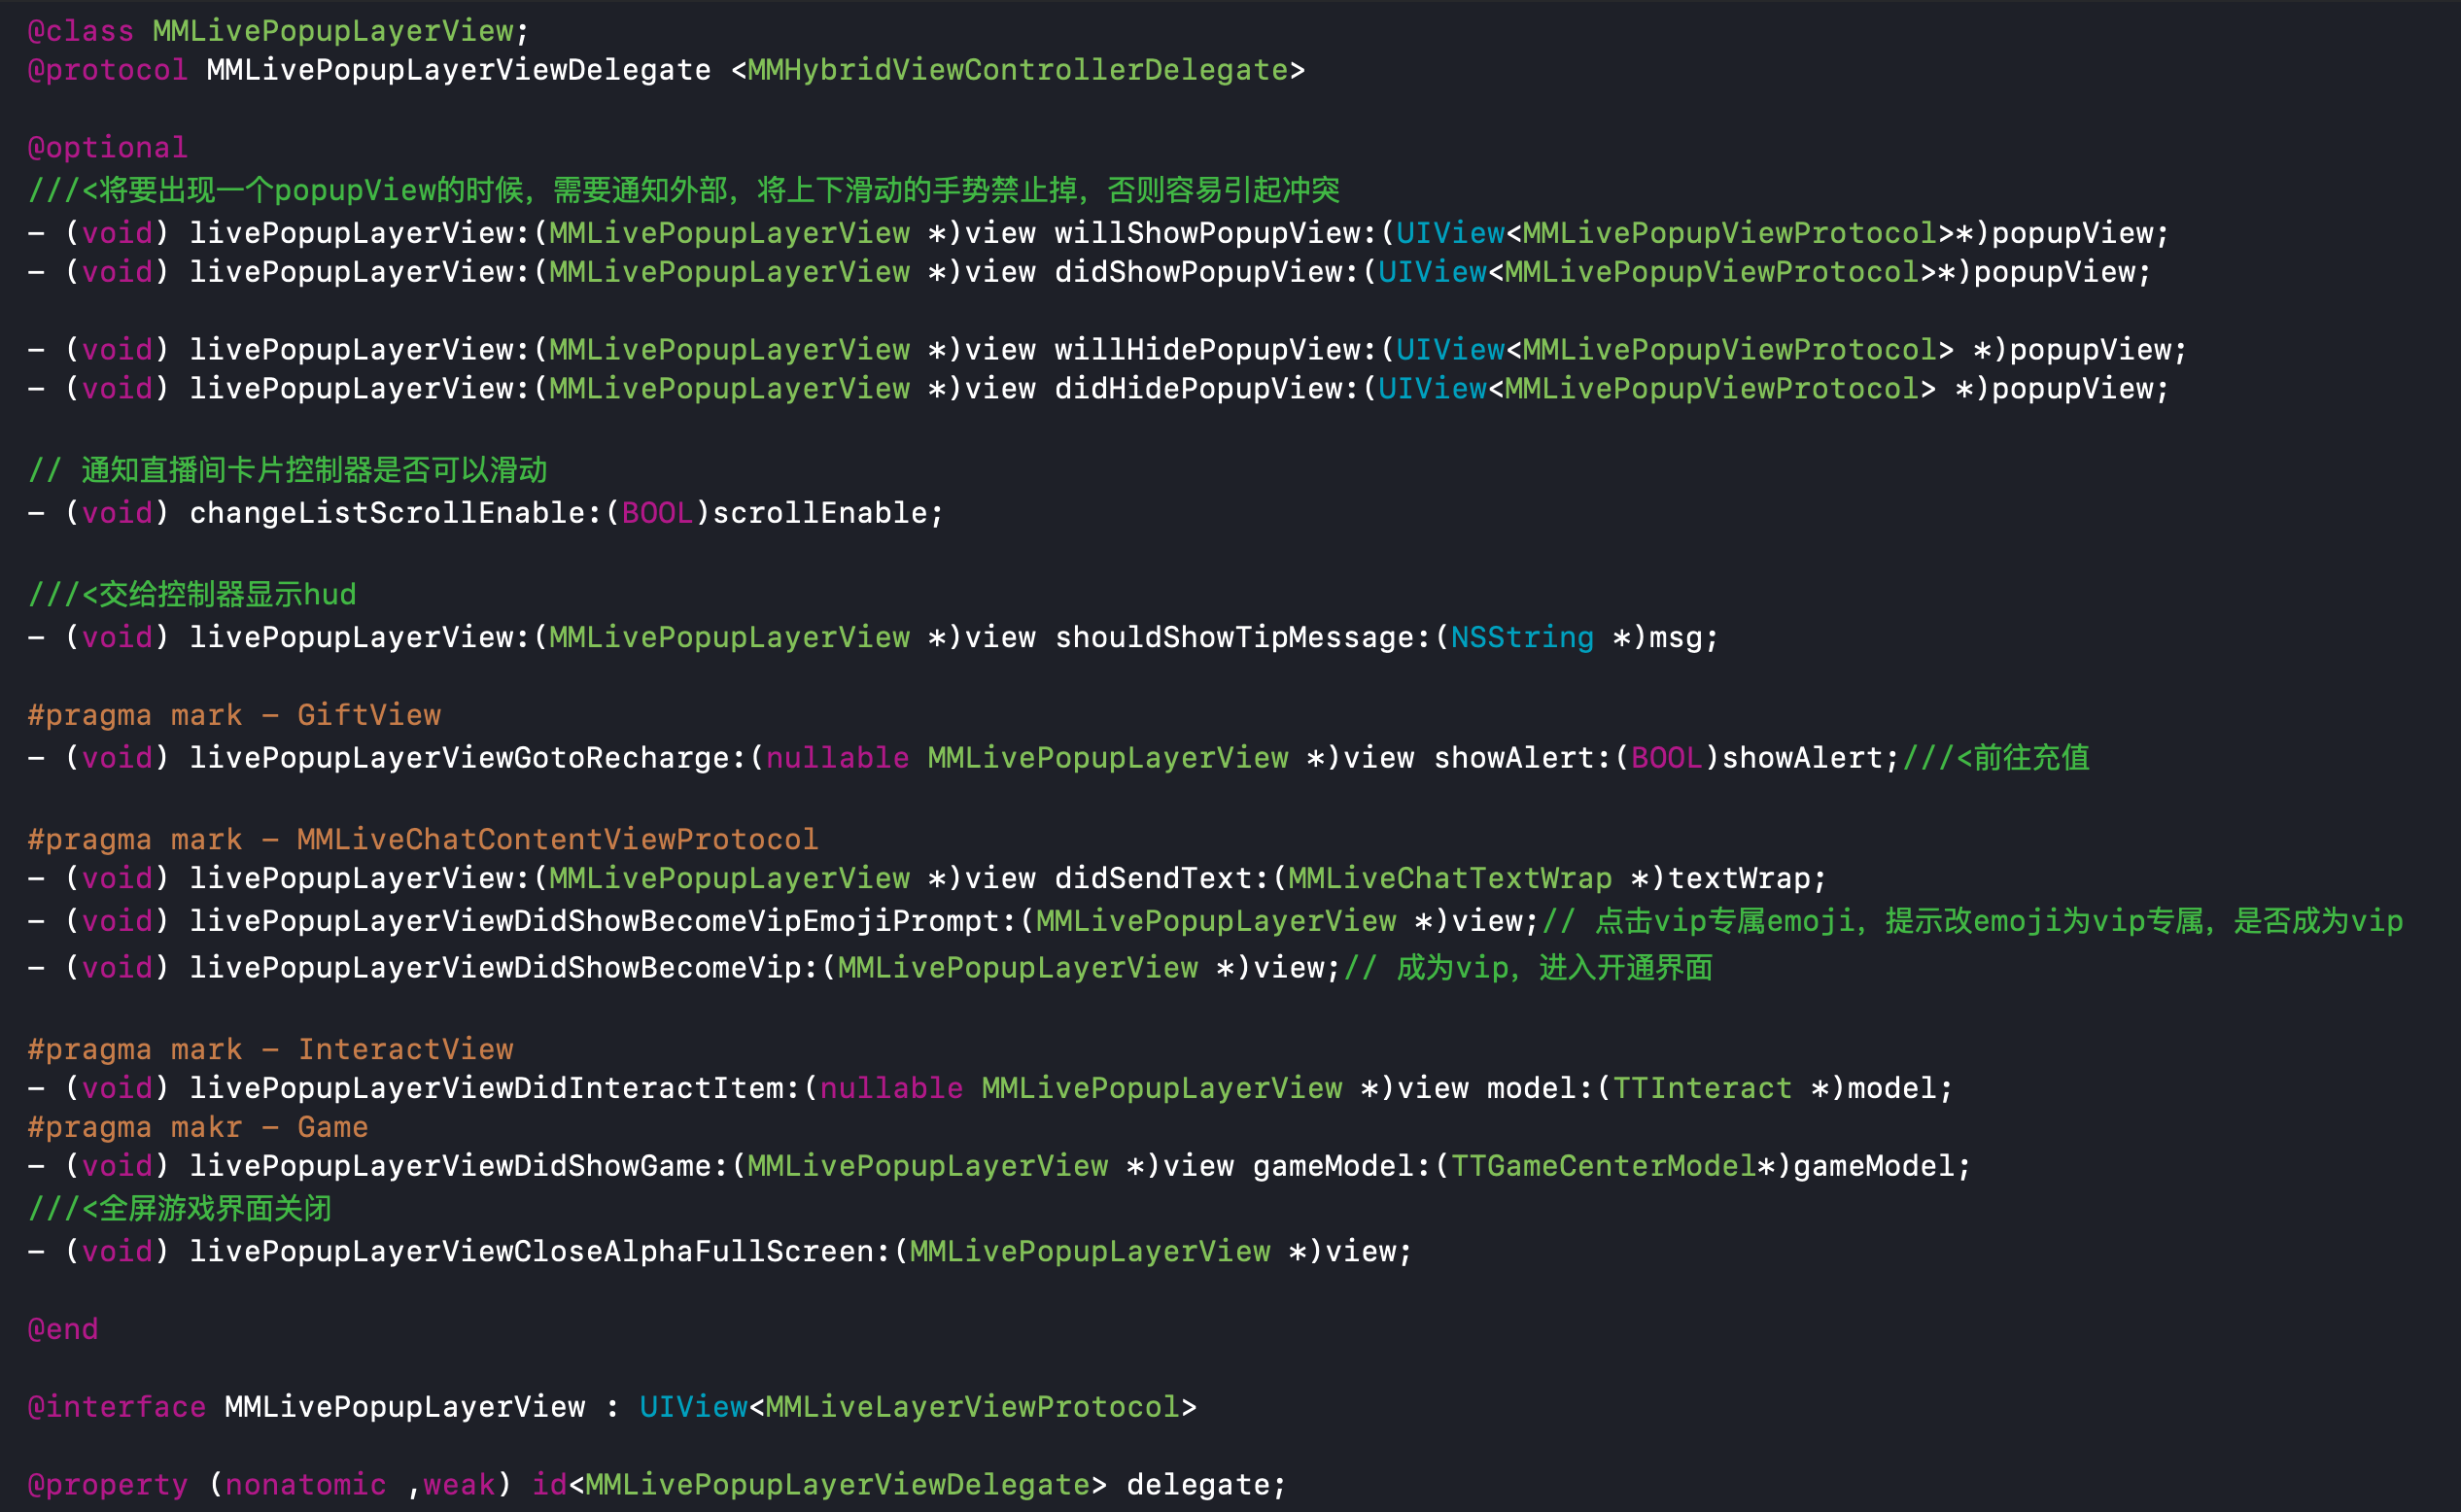 @class MMLivePopupLayerView;
@protocol MMLivePopupLayerViewDelegate <MMHybridViewControllerDelegate>
@optional
///<将要出现一个popupView的时候，需要通知外部，将上下滑动的手势禁止掉，否则容易引起冲突
- (void) livePopupLayerView:(MMLivePopupLayerView *)view willShowPopupView:(UIView<MMLivePopupViewProtocol>*)popupView;
- (void) livePopupLayerView:(MMLivePopupLayerView *)view didShowPopupView:(UIView<MMLivePopupViewProtocol>*)popupView;
- (void) livePopupLayerView:(MMLivePopupLayerView *)view willHidePopupView:(UIView<MMLivePopupViewProtocol> *)popupView;
- (void) livePopupLayerView:(MMLivePopupLayerView *)view didHidePopupView:(UIView<MMLivePopupViewProtocol> *)popupView;
// 通知直播间卡片控制器是否可以滑动
- (void) changeListScrollEnable:(BOOL)scrollEnable;
///<交给控制器显示hud
- (void) livePopupLayerView:(MMLivePopupLayerView *)view shouldShowTipMessage:(NSString *)msg;
#pragma mark - GiftView
- (void) livePopupLayerViewGotoRecharge:(nullable MMLivePopupLayerView *)view showAlert:(BOOL)showAlert;///<前往充值
#pragma mark - MMLiveChatContentViewProtocol
- (void) livePopupLayerView:(MMLivePopupLayerView *)view didSendText:(MMLiveChatTextWrap *)textWrap;
- (void) livePopupLayerViewDidShowBecomeVipEmojiPrompt:(MMLivePopupLayerView *)view;// 点击vip专属emoji，提示改emoji为vip专属，是否成为vip
- (void) livePopupLayerViewDidShowBecomeVip:(MMLivePopupLayerView *)view;// 成为vip，进入开通界面
#pragma mark - InteractView
- (void) livePopupLayerViewDidInteractItem:(nullable MMLivePopupLayerView *)view model:(TTInteract *)model;
#pragma makr - Game
- (void) livePopupLayerViewDidShowGame:(MMLivePopupLayerView *)view gameModel:(TTGameCenterModel*)gameModel;
///<全屏游戏界面关闭
- (void) livePopupLayerViewCloseAlphaFullScreen:(MMLivePopupLayerView *)view;
@end
@interface MMLivePopupLayerView : UIView<MMLiveLayerViewProtocol>
@property (nonatomic ,weak) id<MMLivePopupLayerViewDelegate> delegate;